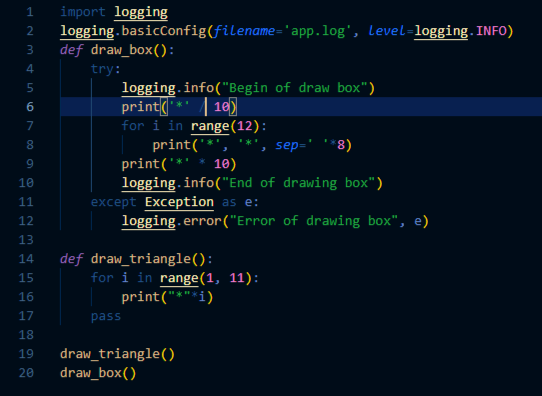 1 import logging
2 logging.basicConfig(filename='app.log', level=logging.INFO)
3 def draw_box():
4     try:
5         logging.info("Begin of draw box")
6         print('*' / 10)
7         for i in range(12):
8             print('*', '*', sep=' '*8)
9         print('*' * 10)
10         logging.info("End of drawing box")
11     except Exception as e:
12         logging.error("Error of drawing box", e)
13
14 def draw_triangle():
15     for i in range(1, 11):
16         print("*"*i)
17     pass
18
19 draw_triangle()
20 draw_box()